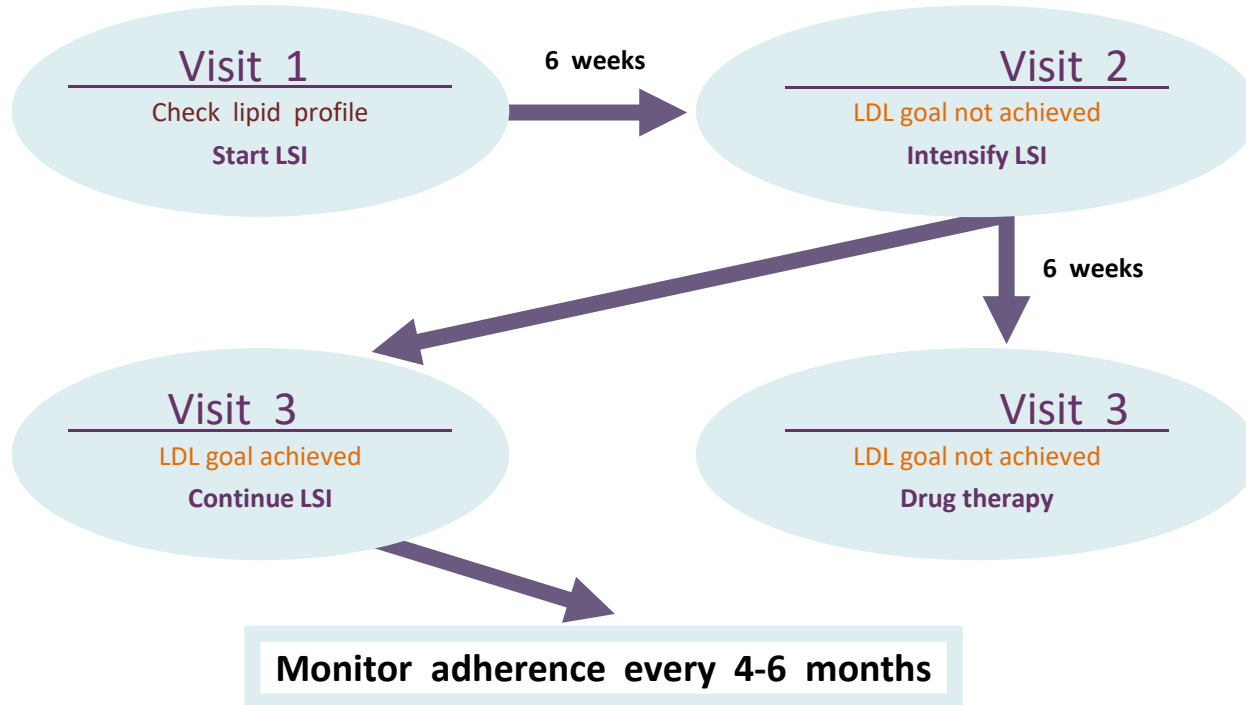 Visit 1
Check lipid profile
Start LSI
6 weeks
Visit 2
LDL goal not achieved
Intensify LSI
6 weeks
Visit 3
LDL goal achieved
Continue LSI
Visit 3
LDL goal not achieved
Drug therapy
Monitor adherence every 4-6 months